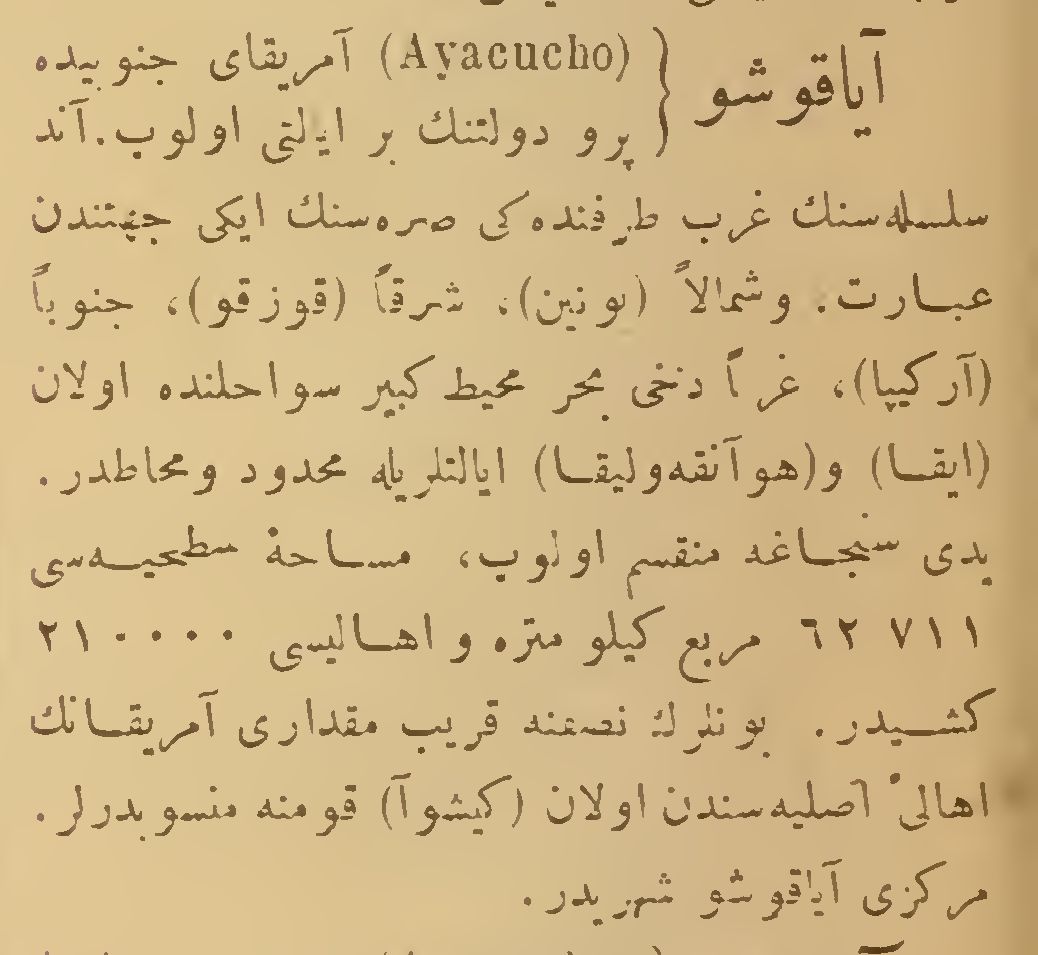 آیاقوشو { (Ayacucho) آمریقای جنوبیده
پرو دولتنك بر ایالتی اولوب.آند
سلسله‌سنك غرب طرفنده‌کی صره‌سنك ایکی جهتندن
عبارت. وشمالاً (یونین)، شرقاً (قوزقو)، جنوباً
(آرکیپا)، غرباً دخی بحر محیط کبیر سواحلنده اولان
(ایقا) و(هوآنقه‌ولیقا) ایالتلریله محدود ومحاطدر.
یدی سنجاغه منقسم اولوب، مساحۀ سطحیه‌سی
٦٢ ٧١١ مربع کیلو متره و اهالیسی ٢١٠٠٠٠
کشیدر. بونلرك نصفنه قریب مقداری آمریقانك
اهالئ اصلیه‌سندن اولان (کیشوآ) قومنه منسوبدرلر.
مرکزی آیاقوشو شهریدر.